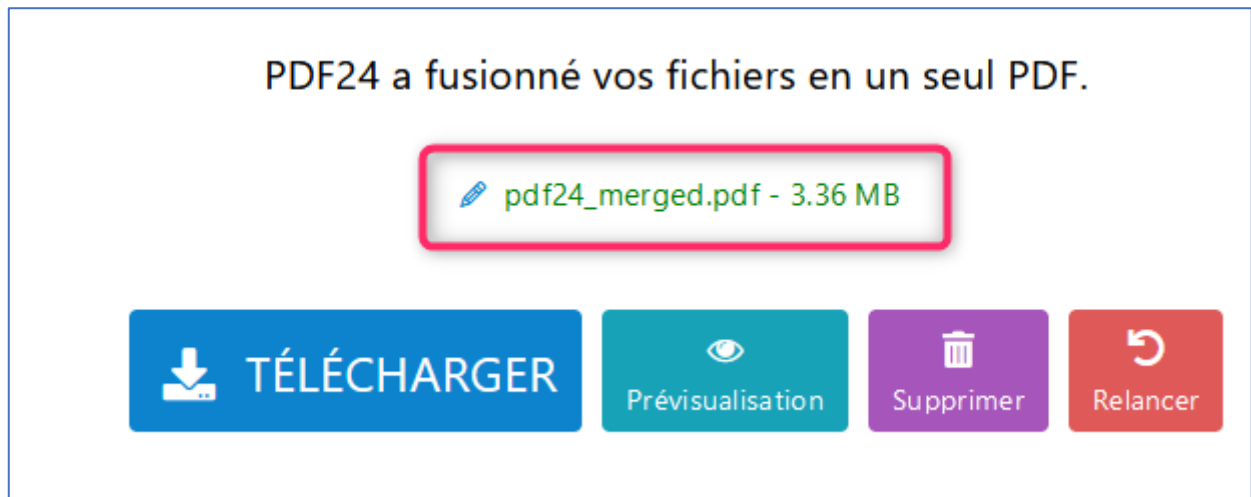 PDF24 a fusionné vos fichiers en un seul PDF.
pdf24_merged.pdf - 3.36 MB
TÉLÉCHARGER
Prévisualisation
Supprimer
Relancer